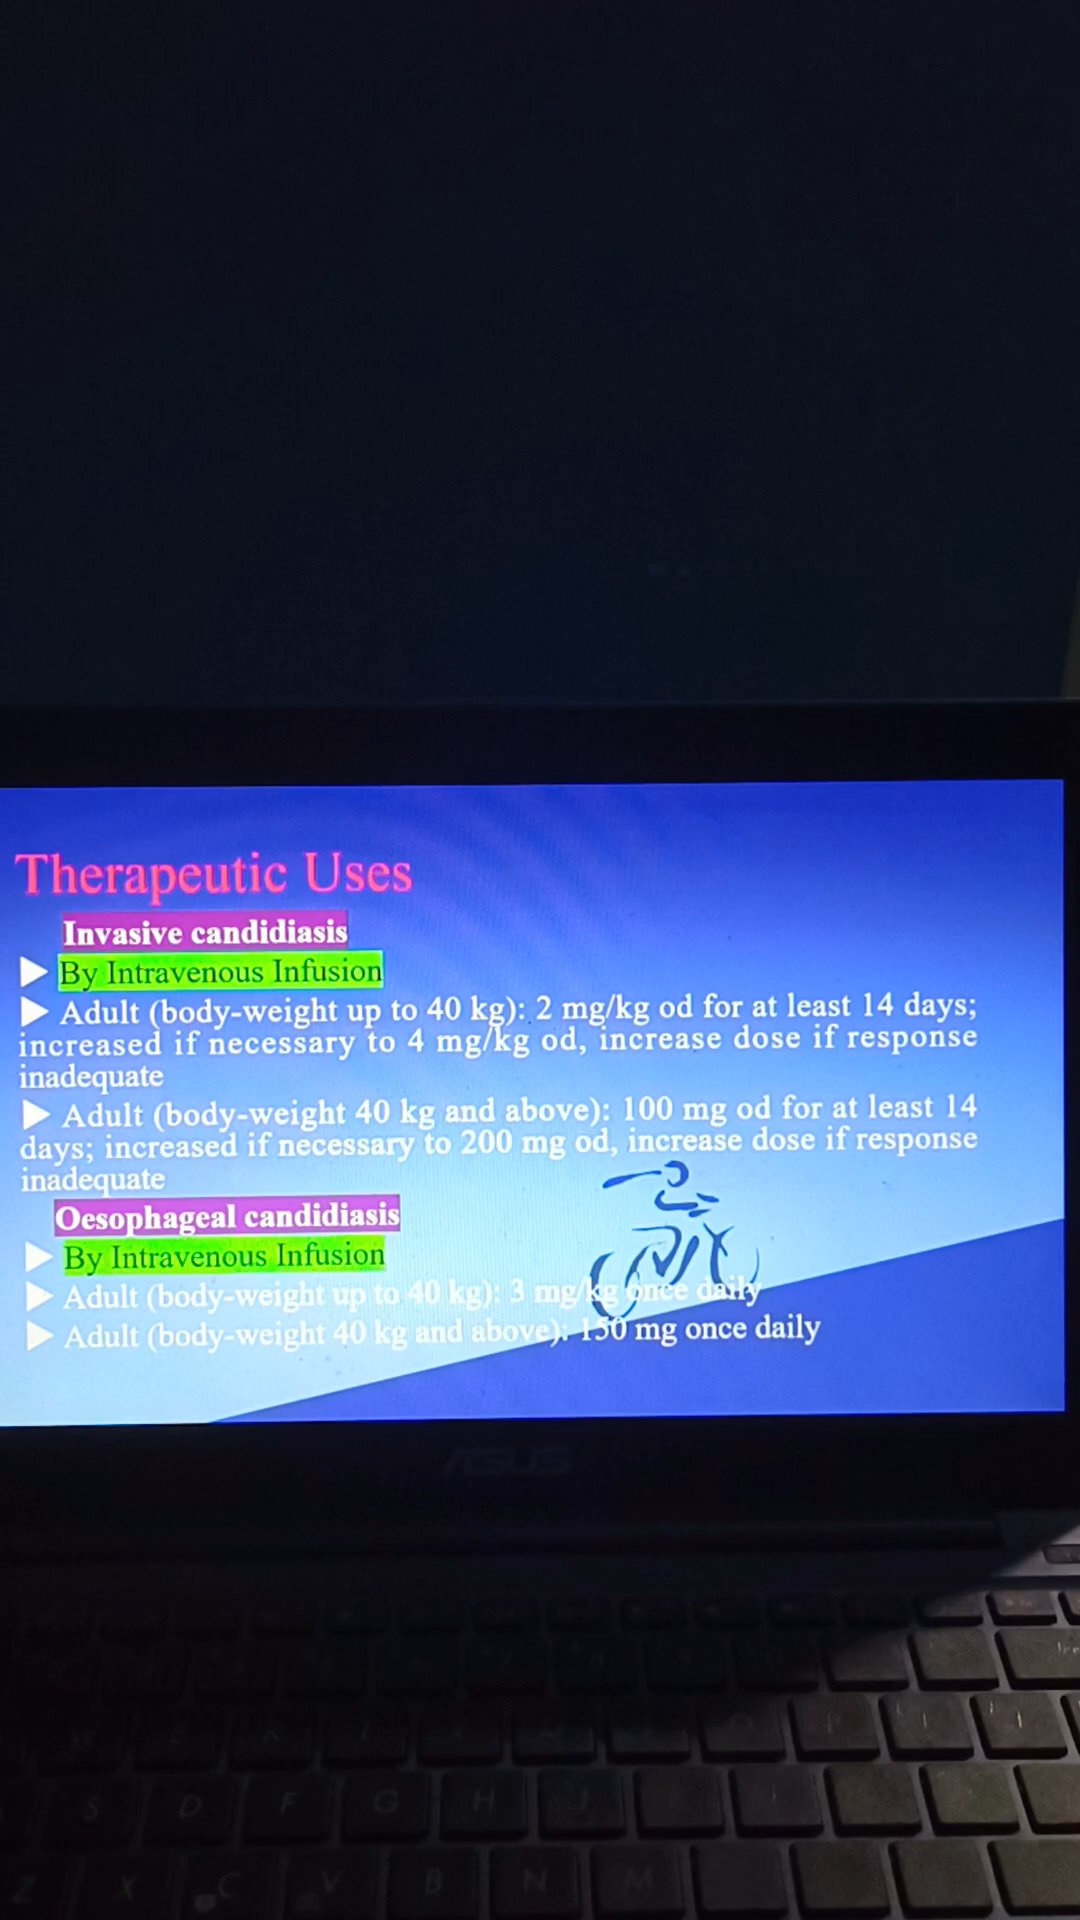 Therapeutic Uses
Invasive candidiasis
By Intravenous Infusion
Adult (body-weight up to 40 kg): 2 mg/kg od for at least 14 days;
increased if necessary to 4 mg/kg od, increase dose if response
inadequate
Adult (body-weight 40 kg and above): 100 mg od for at least 14
days; increased if necessary to 200 mg od, increase dose if response
inadequate
Oesophageal candidiasis
By Intravenous Infusion
Adult (body-weight up to 40 kg): 3 mg/kg once daily
Adult (body-weight 40 kg and above): 150 mg once daily
ASUS
S D F G H J
Z X C V B N M